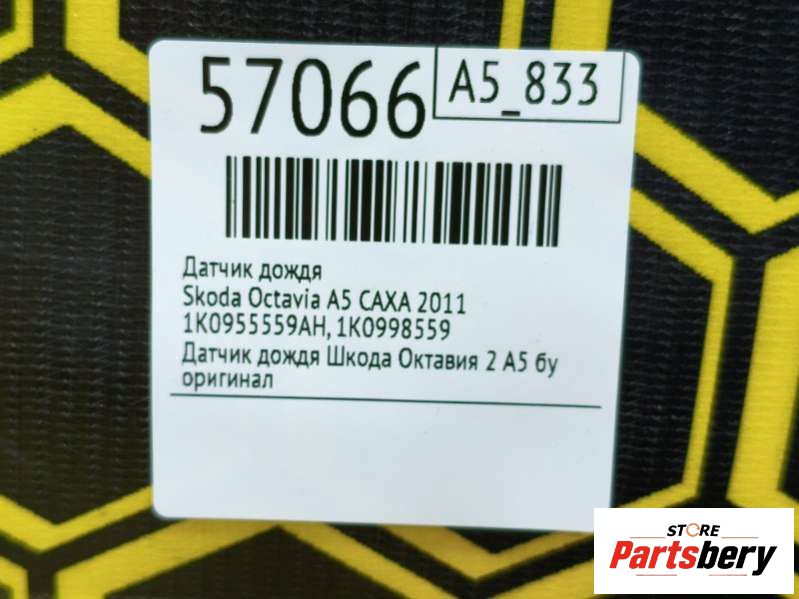 57066
A5_833
Датчик дождя
Skoda Octavia A5 CAXA 2011
1K0955559AH, 1K0998559
Датчик дождя Шкода Октавия 2 А5 бу
оригинал
STORE
Partsbery